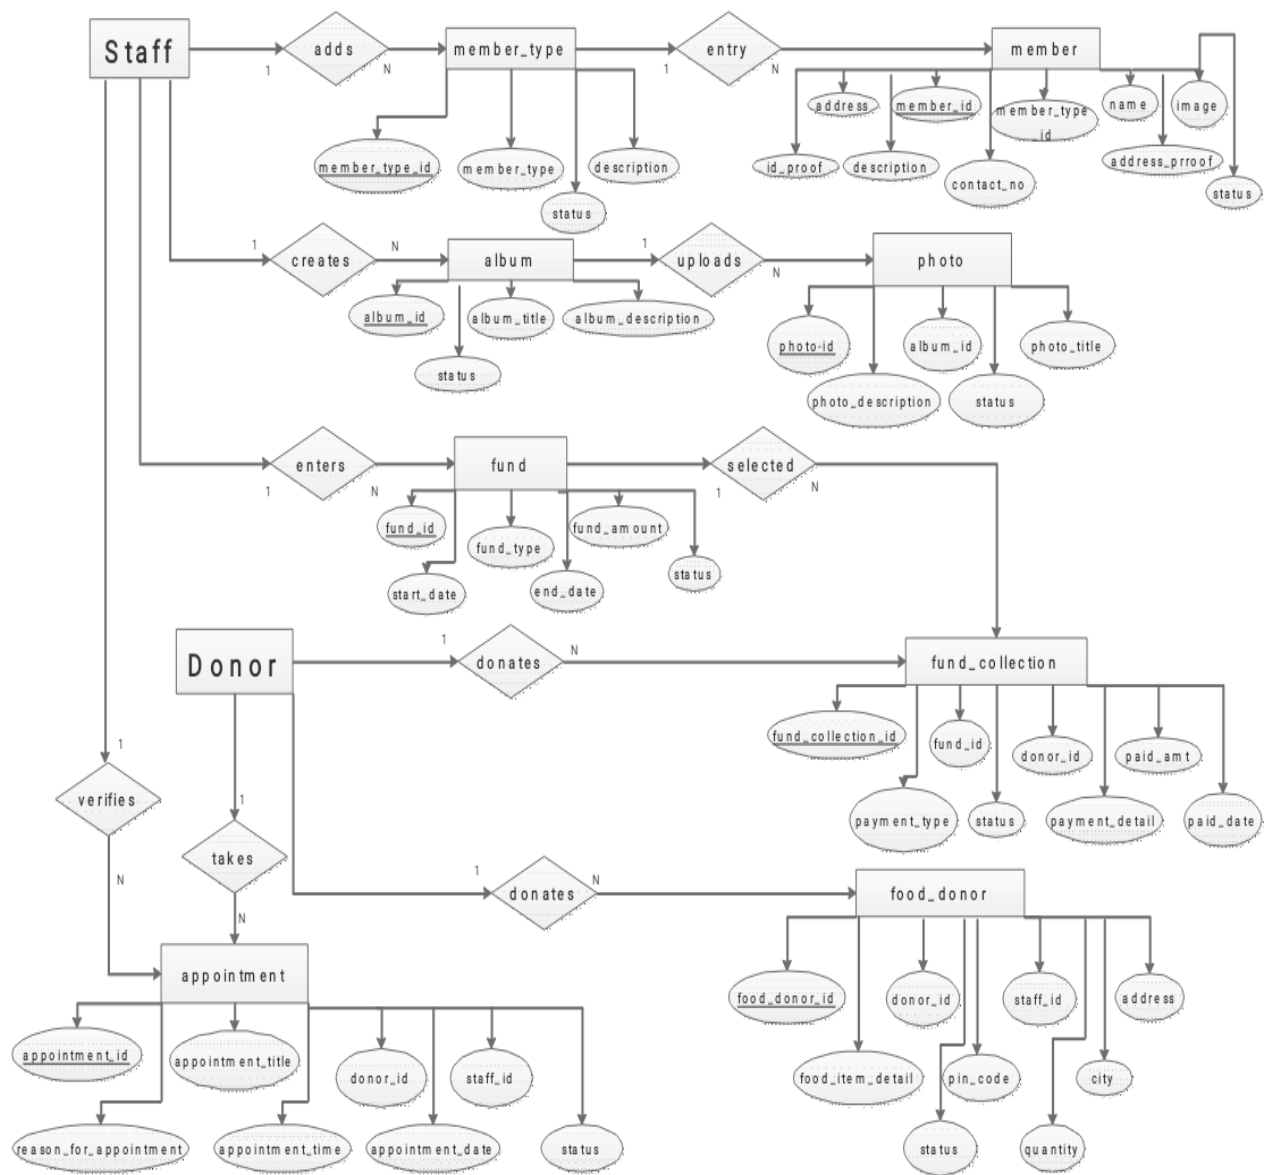 Staff
adds
member_type
entry
member
1
N
1
N
address
member_id
member_type_id
name
image
id_proof
description
contact_no
address_prroof
status
member_type_id
member_type
description
status
1
creates
N
album
1
uploads
N
photo
album_id
album_title
album_description
status
photo-id
album_id
photo_title
photo_description
status
enters
fund
selected
1
N
1
N
fund_id
fund_type
fund_amount
start_date
end_date
status
Donor
1
donates
N
fund_collection
fund_collection_id
fund_id
donor_id
paid_amt
payment_type
status
payment_detail
paid_date
1
verifies
N
1
takes
N
1
donates
N
food_donor
food_donor_id
donor_id
staff_id
address
food_item_detail
pin_code
city
status
quantity
appointment
appointment_id
appointment_title
donor_id
staff_id
reason_for_appointment
appointment_time
appointment_date
status